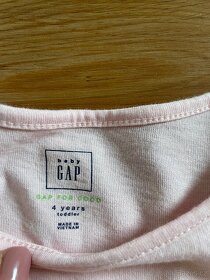 baby
GAP
GAP FOR GOOD
4 years
toddler
MADE IN
VIETNAM